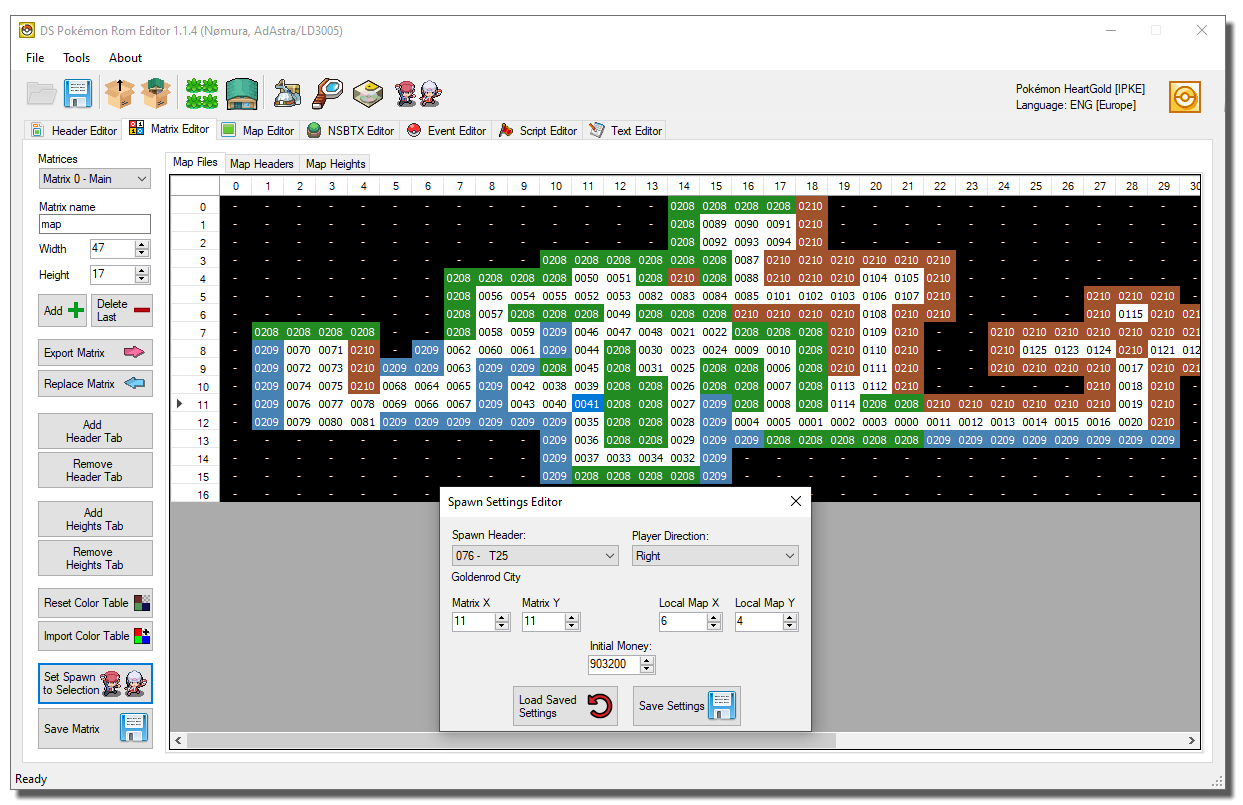 DS Pokémon Rom Editor 1.1.4 (Nømura, AdAstra/LD3005)
File Tools About
Pokémon HeartGold [IPKE]
Language: ENG [Europe]
Header Editor Matrix Editor Map Editor NSBTX Editor Event Editor Script Editor Text Editor
Matrices
Matrix 0 - Main
Matrix name
map
Width 47
Height 17
Add
Delete
Last
Export Matrix
Replace Matrix
Add
Header Tab
Remove
Header Tab
Add
Heights Tab
Remove
Heights Tab
Reset Color Table
Import Color Table
Set Spawn
to Selection
Save Matrix
Map Files Map Headers Map Heights
0 1 2 3 4 5 6 7 8 9 10 11 12 13 14 15 16 17 18 19 20 21 22 23 24 25 26 27 28 29 30
0 - - - - - - - - - - - - - - 0208 0208 0208 0208 0210 - - - - - - - - - - - -
1 - - - - - - - - - - - - - - 0208 0089 0090 0091 0210 - - - - - - - - - - - -
2 - - - - - - - - - - - - - - 0208 0092 0093 0094 0210 - - - - - - - - - - - -
3 - - - - - - - - - - 0208 0208 0208 0208 0208 0208 0087 0210 0210 0210 0210 0210 0210 - - - - - - - -
4 - - - - - - - 0208 0208 0208 0208 0050 0051 0208 0210 0208 0088 0210 0210 0210 0104 0105 0210 - - - - - - - -
5 - - - - - - - 0208 0056 0054 0055 0052 0053 0082 0083 0084 0085 0101 0102 0103 0106 0107 0210 - - - - 0210 0210 0210 -
6 - - - - - - - 0208 0057 0208 0208 0208 0049 0208 0208 0208 0210 0210 0210 0210 0108 0210 0210 - - - - 0210 0115 0210 021
7 - 0208 0208 0208 0208 - - 0208 0058 0059 0209 0046 0047 0048 0021 0022 0208 0208 0208 0210 0109 0210 - - 0210 0210 0210 0210 0210 0210 021
8 - 0209 0070 0071 0210 - 0209 0062 0060 0061 0209 0044 0208 0030 0023 0024 0009 0010 0208 0210 0110 0210 - - 0210 0125 0123 0124 0210 0121 012
9 - 0209 0072 0073 0210 0209 0209 0063 0209 0209 0208 0045 0208 0031 0025 0208 0208 0006 0208 0210 0111 0210 - - 0210 0210 0210 0210 0017 0210 021
10 - 0209 0074 0075 0210 0068 0064 0065 0209 0042 0038 0039 0208 0208 0026 0208 0208 0007 0208 0113 0112 0210 - - - - - 0210 0018 0210 -
11 - 0209 0076 0077 0078 0069 0066 0067 0209 0043 0040 0041 0208 0208 0027 0209 0208 0008 0208 0114 0208 0208 0210 0210 0210 0210 0210 0210 0019 0210 -
12 - 0209 0079 0080 0081 0209 0209 0209 0209 0209 0209 0035 0208 0208 0028 0209 0004 0005 0001 0002 0003 0000 0011 0012 0013 0014 0015 0016 0020 0210 -
13 - - - - - - - - - - 0209 0036 0208 0208 0029 0209 0209 0208 0208 0208 0208 0208 0209 0209 0209 0209 0209 0209 0209 0209 -
14 - - - - - - - - - - 0209 0037 0033 0034 0032 0209 - - - - - - - - - - - - - - -
15 - - - - - - - - - - 0209 0208 0208 0208 0208 0209 - - - - - - - - - - - - - - -
16 - - - - - - - - - - - - - - - - - - - - - - - - - - - - - - -
Spawn Settings Editor
Spawn Header: Player Direction:
076 - T25 Right
Goldenrod City
Matrix X Matrix Y Local Map X Local Map Y
11 11 6 4
Initial Money:
903200
Load Saved
Settings
Save Settings
Ready